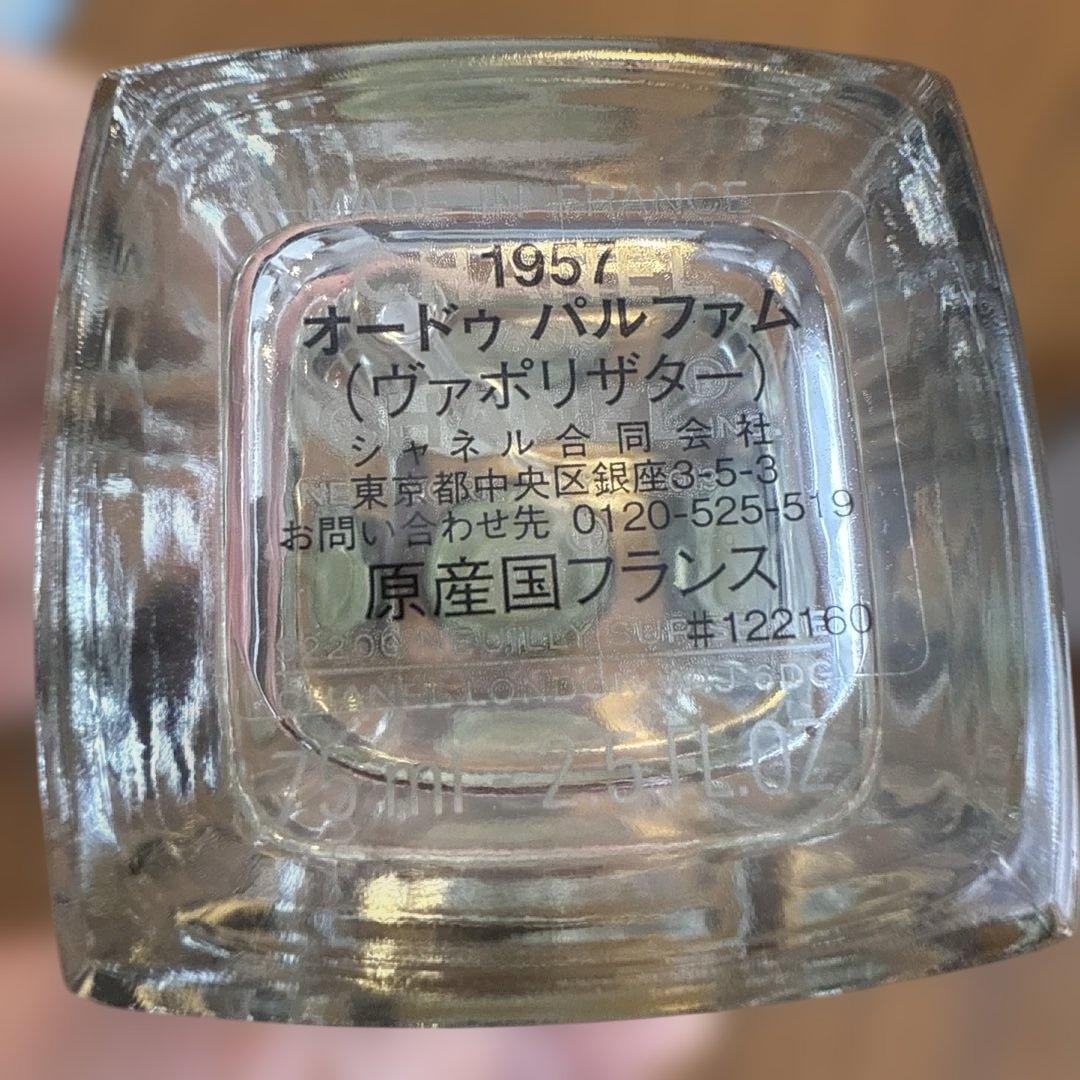 MADE IN FRANCE
1957
オードゥ パルファム
(ヴァポリザター)
シャネル合同会社
東京都中央区銀座3-5-3
お問い合わせ先 0120-525-519
原産国フランス
#122160
LONDON
75 ml 2.5 FL.OZ